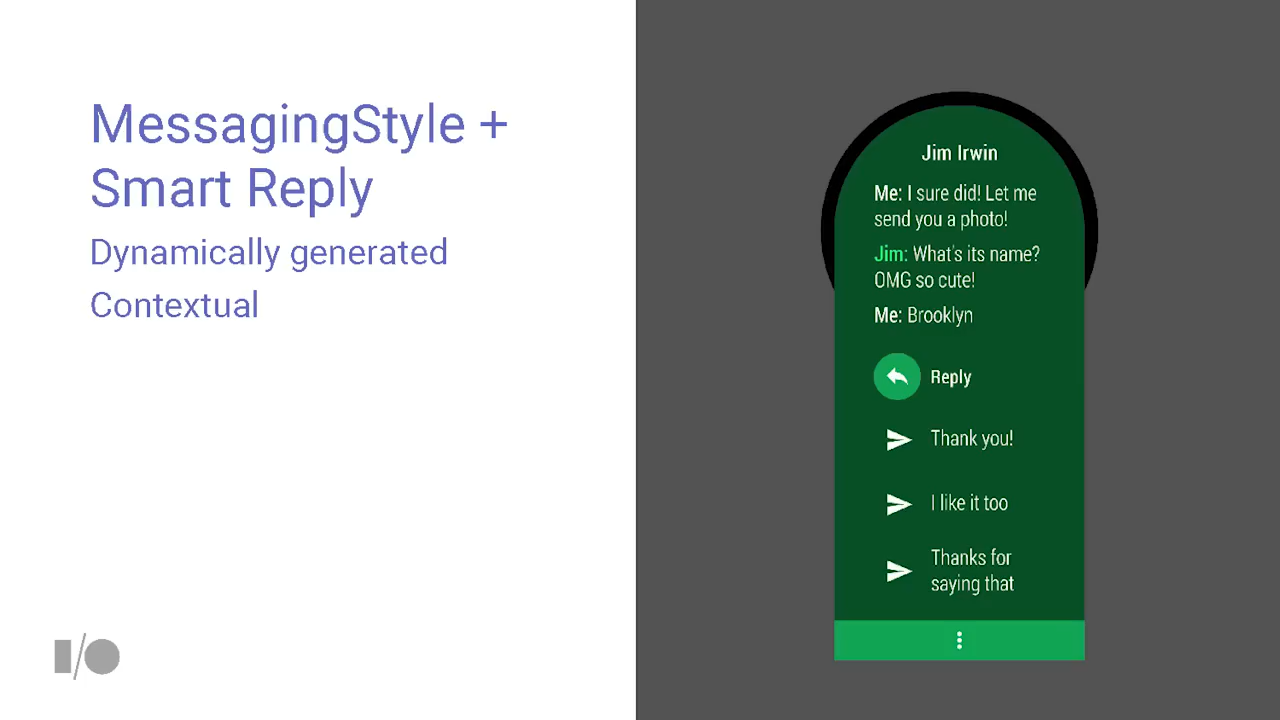 MessagingStyle +
Smart Reply
Dynamically generated
Contextual
I/O
Jim Irwin
Me: I sure did! Let me
send you a photo!
Jim: What's its name?
OMG so cute!
Me: Brooklyn
Reply
Thank you!
I like it too
Thanks for
saying that